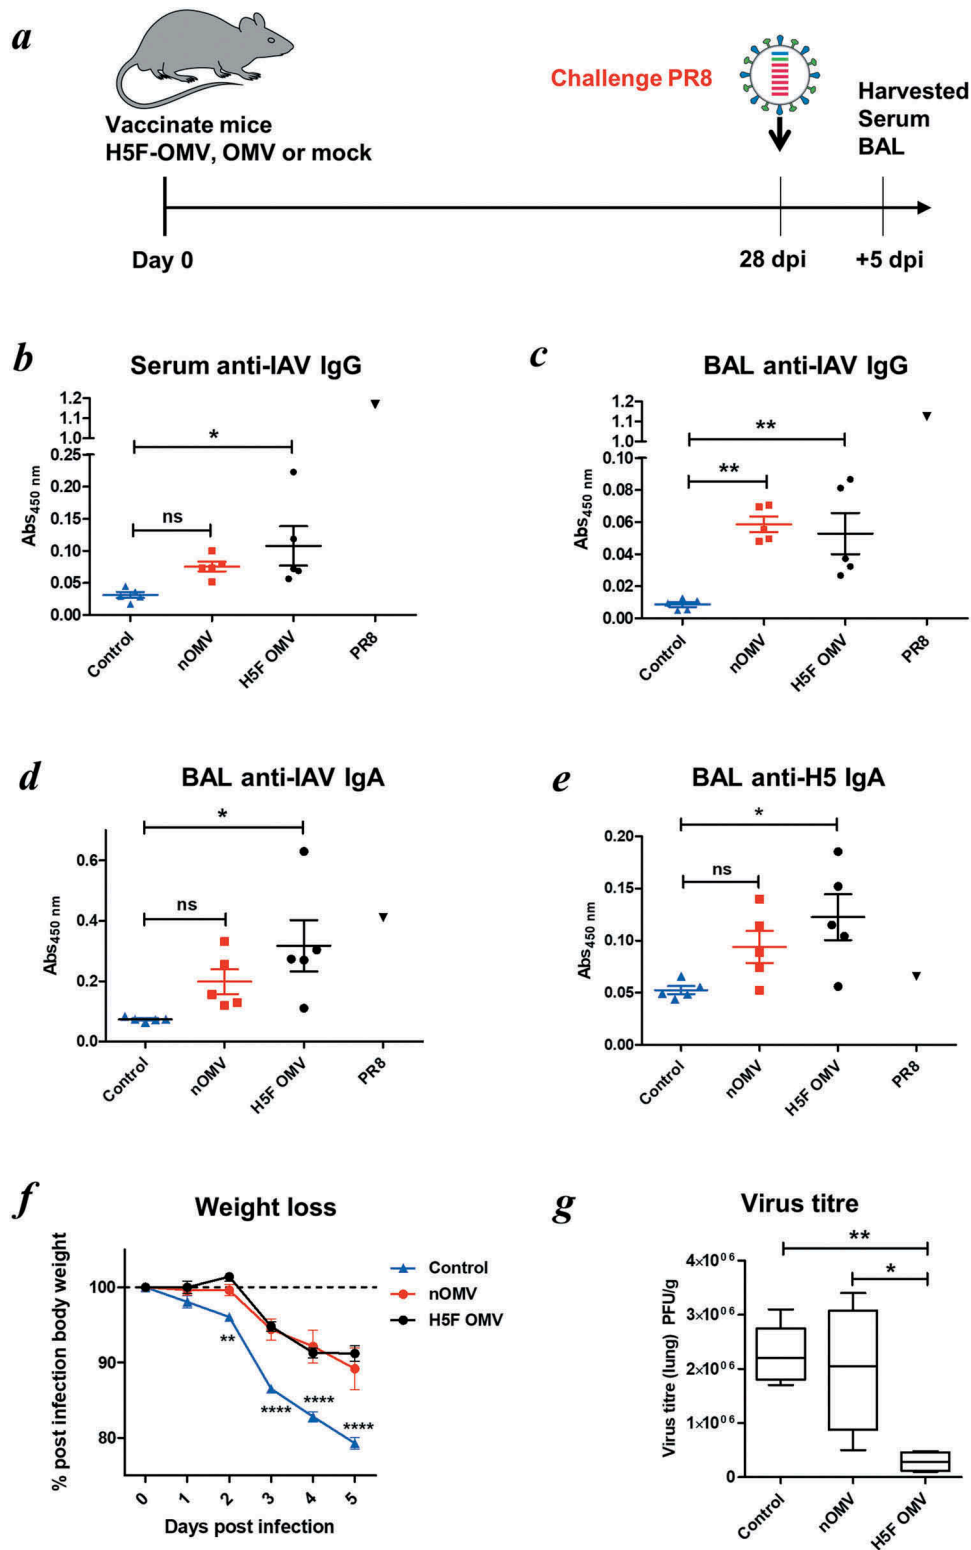 a
Vaccinate mice
H5F-OMV, OMV or mock
Challenge PR8
Harvested
Serum
BAL
Day 0
28 dpi
+5 dpi
b
Serum anti-IAV IgG
Abs450 nm
1.2
1.1
1.0
0.25
0.20
0.15
0.10
0.05
0.00
*
ns
Control
nOMV
H5F OMV
PR8
c
BAL anti-IAV IgG
Abs450 nm
1.2
1.1
1.0
0.10
0.08
0.06
0.04
0.02
0.00
**
**
Control
nOMV
H5F OMV
PR8
d
BAL anti-IAV IgA
Abs450 nm
0.6
0.4
0.2
0.0
*
ns
Control
nOMV
H5F OMV
PR8
e
BAL anti-H5 IgA
Abs450 nm
0.20
0.15
0.10
0.05
0.00
*
ns
Control
nOMV
H5F OMV
PR8
f
Weight loss
% post infection body weight
100
90
80
**
****
****
****
0 1 2 3 4 5
Days post infection
Control
nOMV
H5F OMV
g
Virus titre
Virus titre (lung) PFU/g
4×10⁰⁶
3×10⁰⁶
2×10⁰⁶
1×10⁰⁶
0
**
*
Control
nOMV
H5F OMV